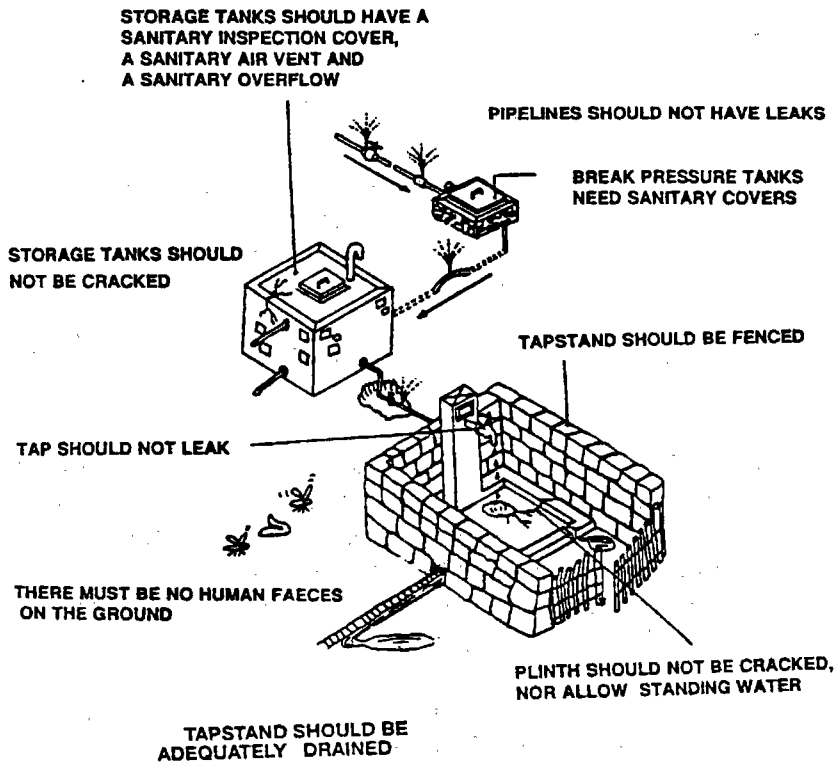 STORAGE TANKS SHOULD HAVE A
SANITARY INSPECTION COVER,
A SANITARY AIR VENT AND
A SANITARY OVERFLOW
PIPELINES SHOULD NOT HAVE LEAKS
BREAK PRESSURE TANKS
NEED SANITARY COVERS
STORAGE TANKS SHOULD
NOT BE CRACKED
TAPSTAND SHOULD BE FENCED
TAP SHOULD NOT LEAK
THERE MUST BE NO HUMAN FAECES
ON THE GROUND
PLINTH SHOULD NOT BE CRACKED,
NOR ALLOW STANDING WATER
TAPSTAND SHOULD BE
ADEQUATELY DRAINED